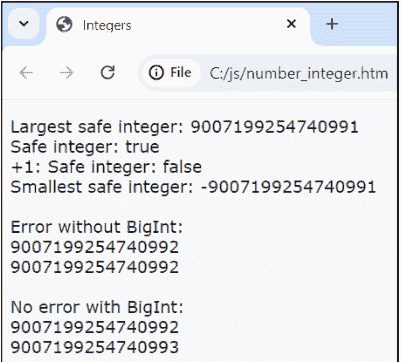 Integers
File C:/js/number_integer.htm
Largest safe integer: 9007199254740991
Safe integer: true
+1: Safe integer: false
Smallest safe integer: -9007199254740991
Error without BigInt:
9007199254740992
9007199254740992
No error with BigInt:
9007199254740992
9007199254740993